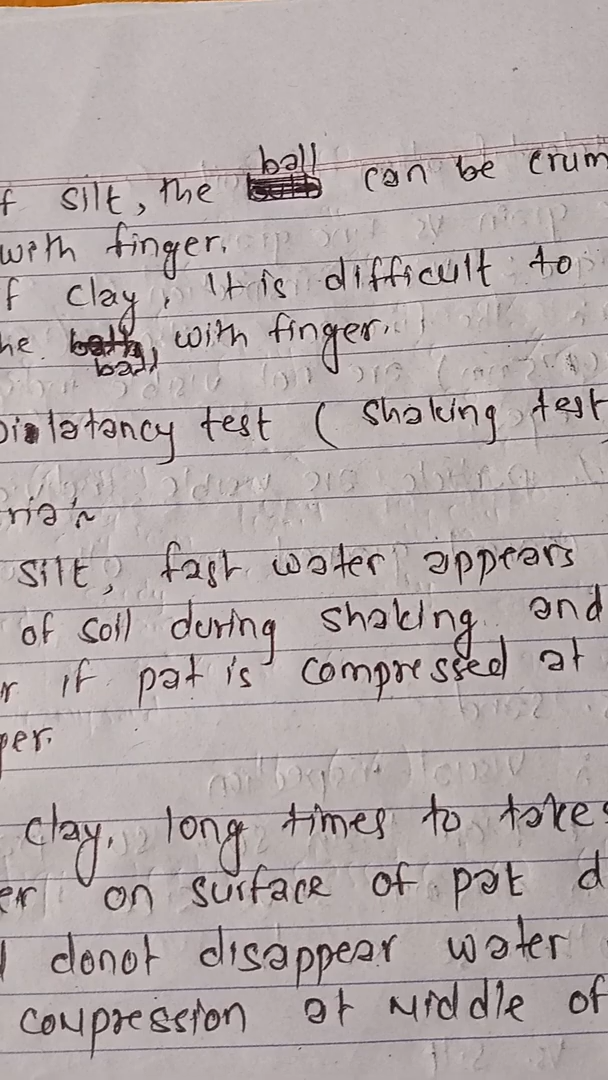 f silt, the ball can be crum
with finger.
f clay, It is difficult to
he ball, with finger.
Dilatancy test ( shaking test
ria'n
silt, fast water appears
of soil during shaking and
r if pat is compressed at
ger.
clay, long times to takes
er on surface of pat d
donot disappear water
compression at middle of